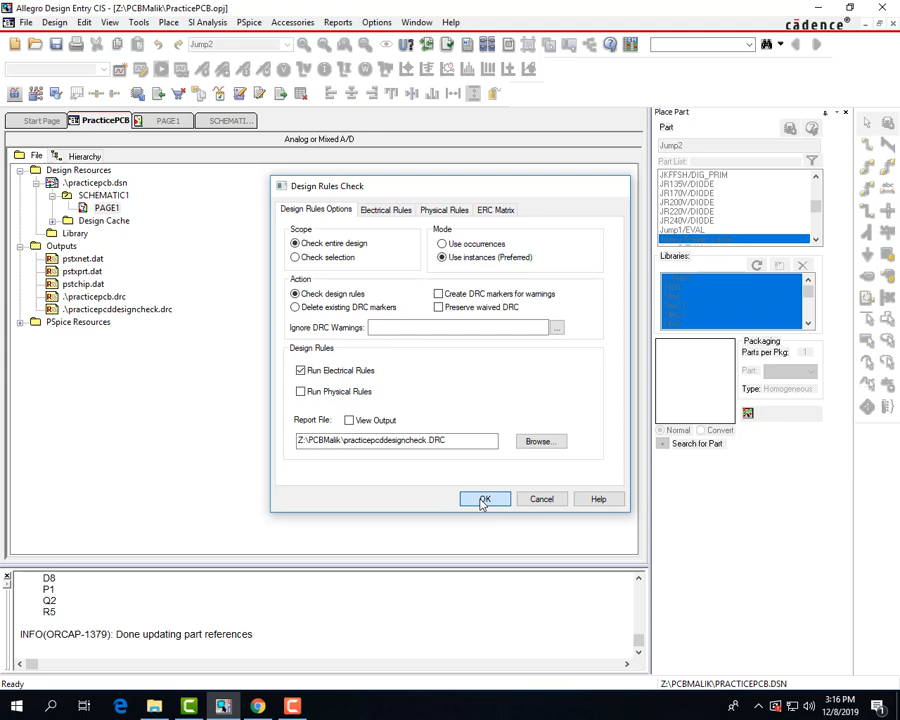 Allegro Design Entry CIS - [Z:\PCBMalik\PracticePCB.opj]
File Design Edit View Tools Place SI Analysis PSpice Accessories Reports Options Window Help
cādence
Jump2
Start Page PracticePCB PAGE1 SCHEMATI...
Analog or Mixed A/D
File Hierarchy
Design Resources
.\practicepcb.dsn
SCHEMATIC1
PAGE1
Design Cache
Library
Outputs
pstxnet.dat
pstxprt.dat
pstchip.dat
.\practicepcb.drc
.\practicepcddesigncheck.drc
PSpice Resources
Design Rules Check
Design Rules Options Electrical Rules Physical Rules ERC Matrix
Scope
Check entire design
Check selection
Mode
Use occurrences
Use instances (Preferred)
Action
Check design rules
Delete existing DRC markers
Create DRC markers for warnings
Preserve waived DRC
Ignore DRC Warnings:
...
Design Rules
Run Electrical Rules
Run Physical Rules
Report File: View Output
Z:\PCBMalik\practicepcddesigncheck.DRC
Browse...
OK Cancel Help
Place Part
Part
Jump2
Part List:
JKFFSH/DIG_PRIM
JR135V/DIODE
JR170V/DIODE
JR200V/DIODE
JR220V/DIODE
JR240V/DIODE
Jump1/EVAL
Libraries:
Packaging
Parts per Pkg: 1
Part:
Type: Homogeneous
Normal Convert
Search for Part
D8
P1
Q2
R5
INFO(ORCAP-1379): Done updating part references
Ready
Z:\PCBMALIK\PRACTICEPCB.DSN
3:16 PM
12/8/2019